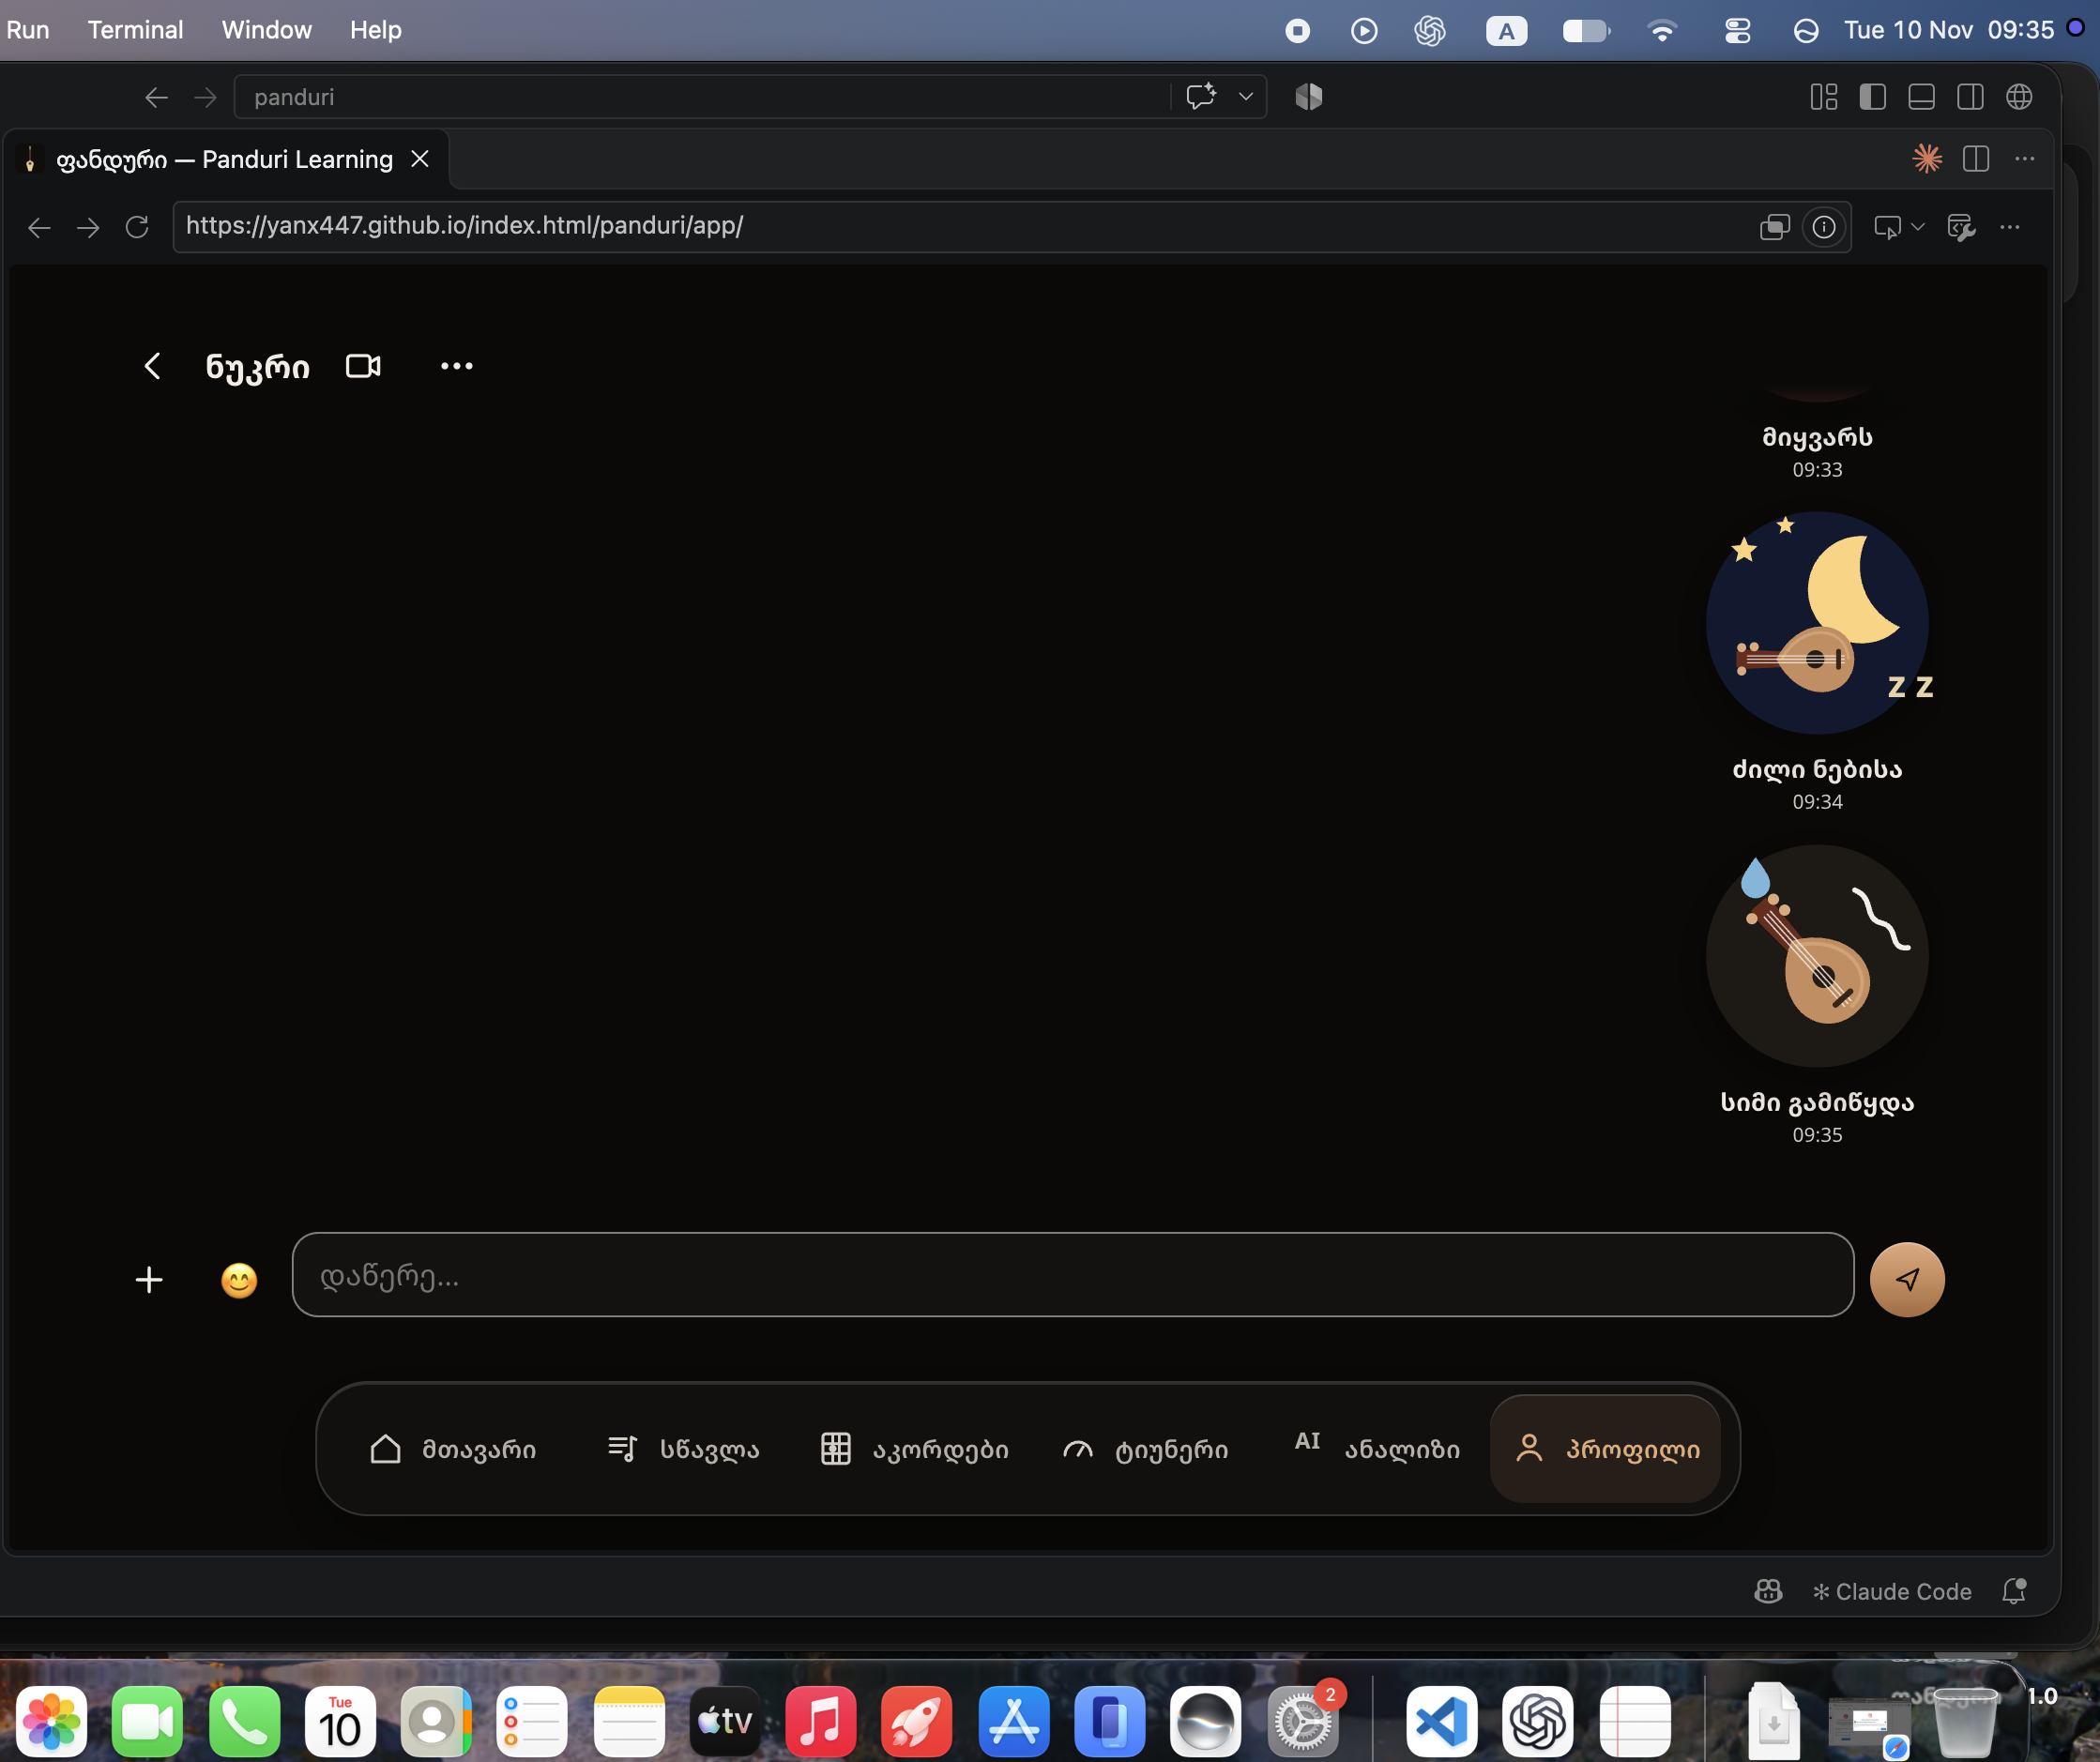 Run Terminal Window Help A Tue 10 Nov 09:35
panduri
ფანდური — Panduri Learning
https://yanx447.github.io/index.html/panduri/app/
ნუკრი
მიყვარს
09:33
z z
ძილი ნებისა
09:34
სიმი გამიწყდა
09:35
დაწერე...
მთავარი სწავლა აკორდები ტიუნერი AI ანალიზი პროფილი
Claude Code
Tue
10
tv
2
1.0